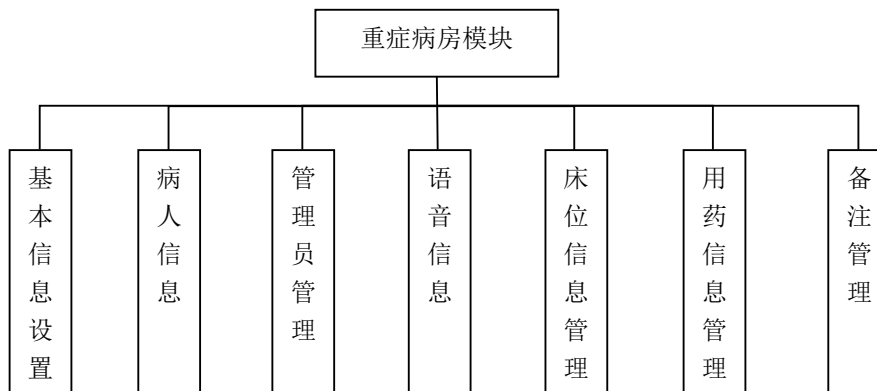 重症病房模块
基本信息设置
病人信息
管理员管理
语音信息
床位信息管理
用药信息管理
备注管理